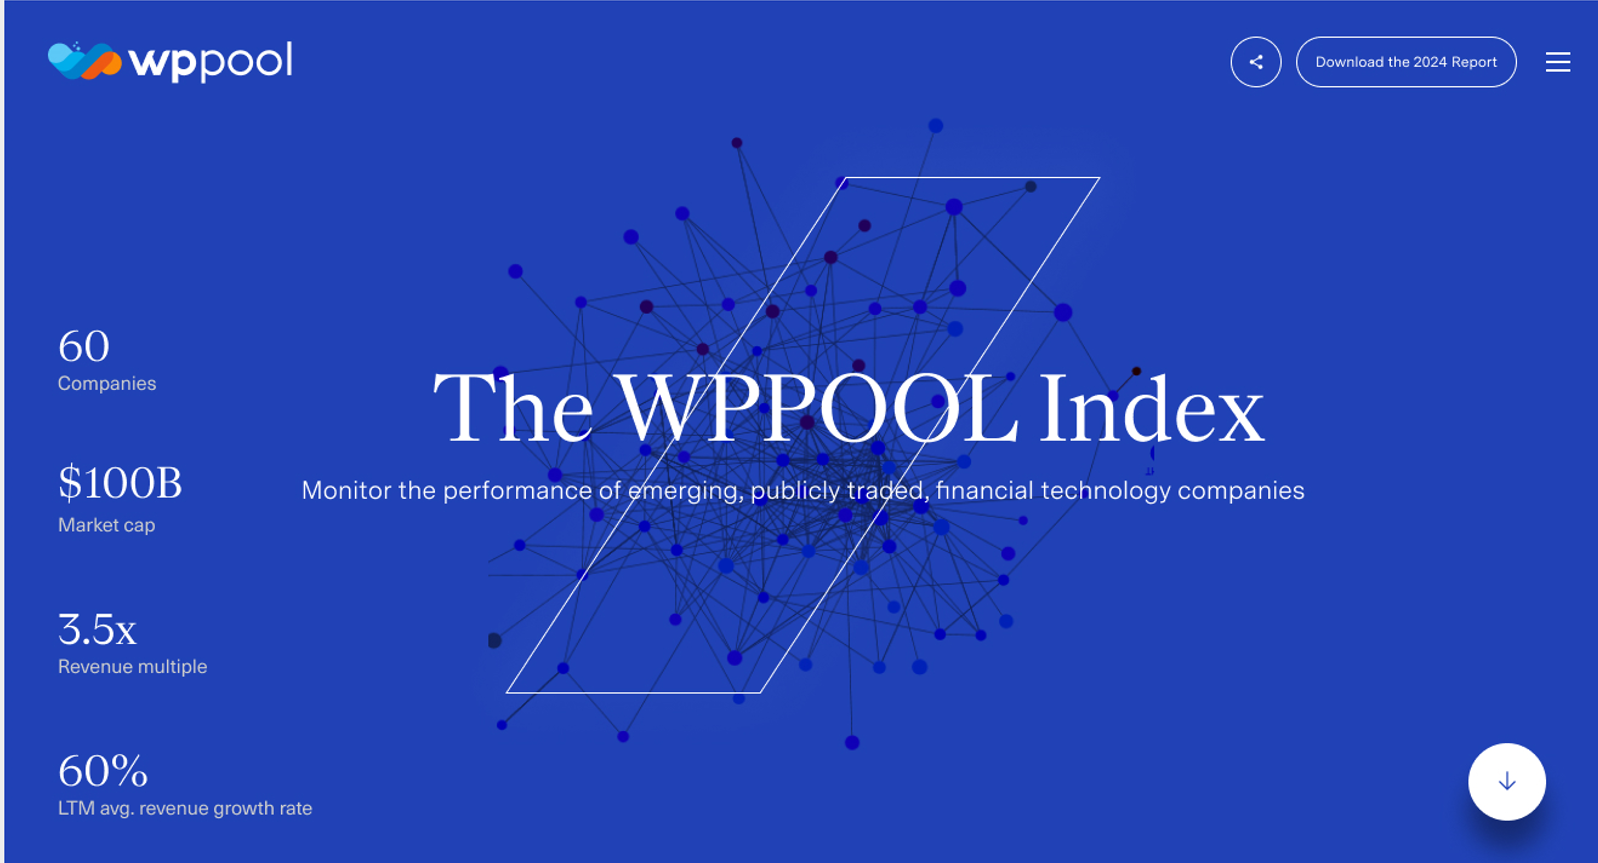 wppool
Download the 2024 Report
60
Companies
The WPPOOL Index
$100B
Market cap
Monitor the performance of emerging, publicly traded, financial technology companies
3.5x
Revenue multiple
60%
LTM avg. revenue growth rate